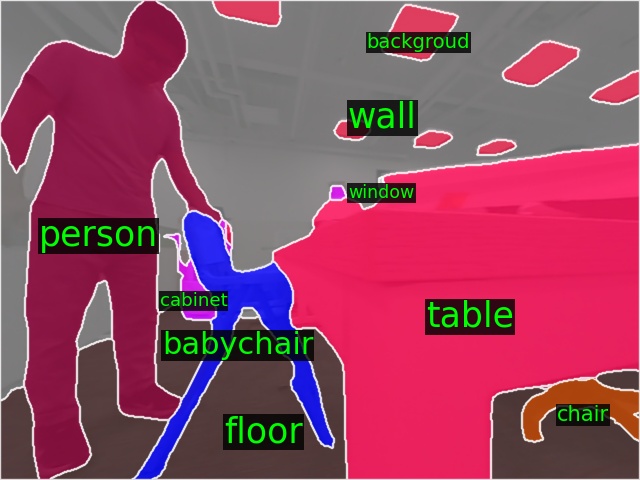 backgroud
wall
window
person
cabinet
table
babychair
chair
floor